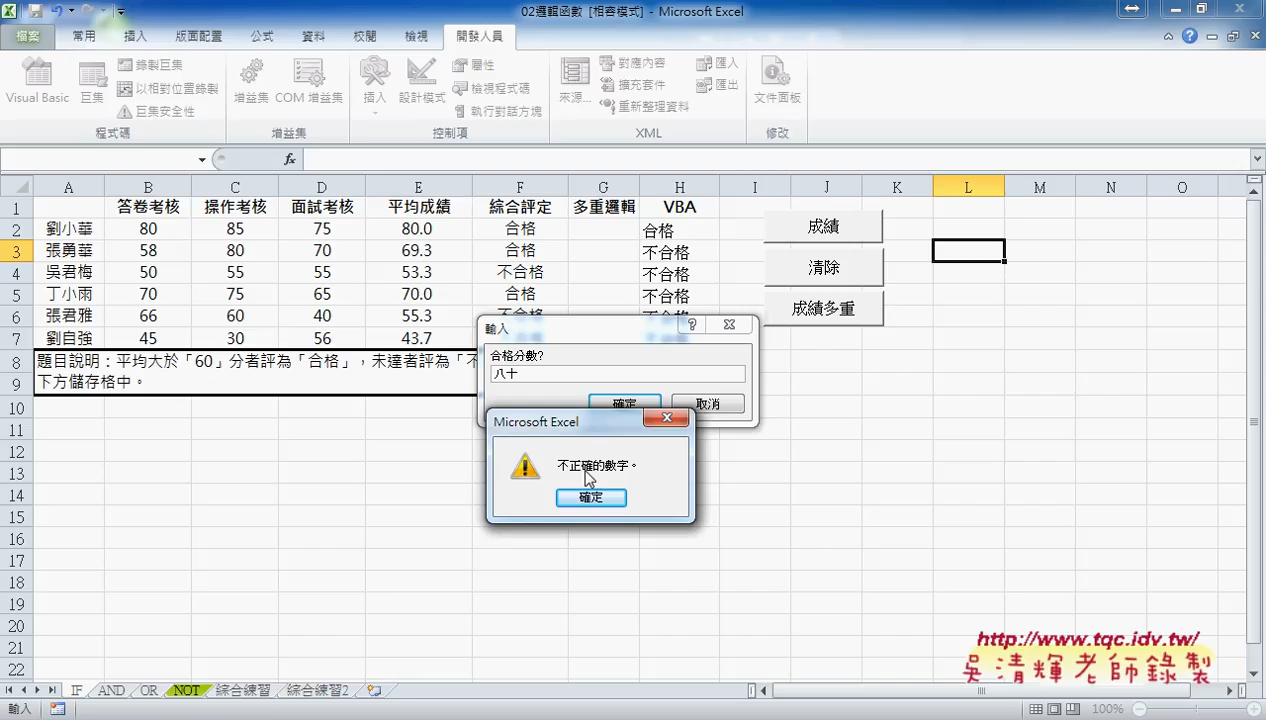 02邏輯函數 [相容模式] - Microsoft Excel
檔案 常用 插入 版面配置 公式 資料 校閱 檢視 開發人員
Visual Basic 巨集 錄製巨集 以相對位置錄製 巨集安全性 增益集 COM 增益集 插入 設計模式 屬性 檢視程式碼 執行對話方塊 來源... 對應內容 擴充套件 重新整理資料 匯入 匯出 文件面板
程式碼 增益集 控制項 XML 修改
fx
A B C D E F G H I J K L M N O
1 答卷考核 操作考核 面試考核 平均成績 綜合評定 多重邏輯 VBA
2 劉小華 80 85 75 80.0 合格 合格 成績
3 張勇華 58 80 70 69.3 合格 不合格
4 吳君梅 50 55 55 53.3 不合格 不合格 清除
5 丁小雨 70 75 65 70.0 合格 不合格
6 張君雅 66 60 40 55.3 不合格 不合格 成績多重
7 劉自強 45 30 56 43.7
8 題目說明：平均大於「60」分者評為「合格」，未達者評為「不
9 下方儲存格中。
10
11
12
13
14
15
16
17
18
19
20
21
22
輸入
合格分數?
八十
確定 取消
Microsoft Excel
不正確的數字。
確定
http://www.tqc.idv.tw/
吳清輝老師錄製
IF AND OR NOT 綜合練習 綜合練習2
輸入 100%